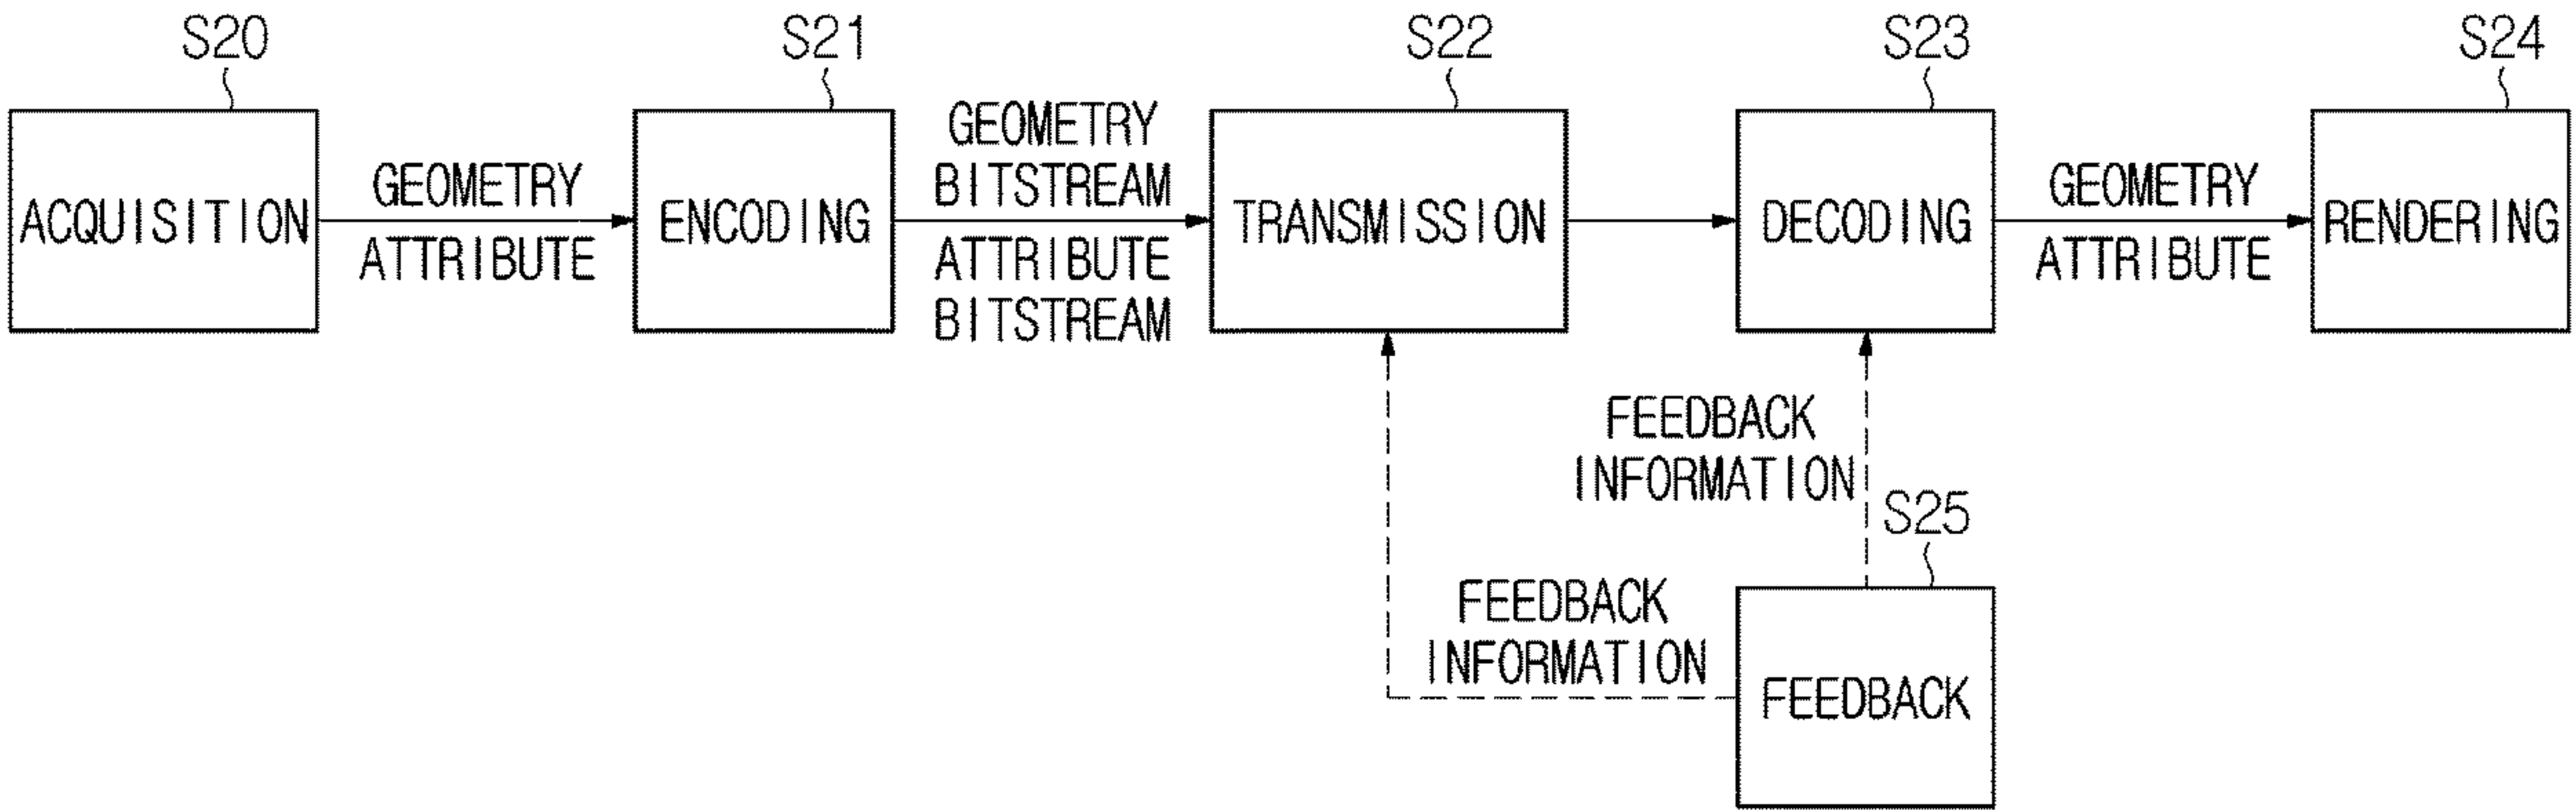 S20
S21
S22
S23
S24
ACQUISITION
GEOMETRY
ATTRIBUTE
ENCODING
GEOMETRY
BITSTREAM
ATTRIBUTE
BITSTREAM
TRANSMISSION
DECODING
GEOMETRY
ATTRIBUTE
RENDERING
FEEDBACK
INFORMATION
S25
FEEDBACK
INFORMATION
FEEDBACK